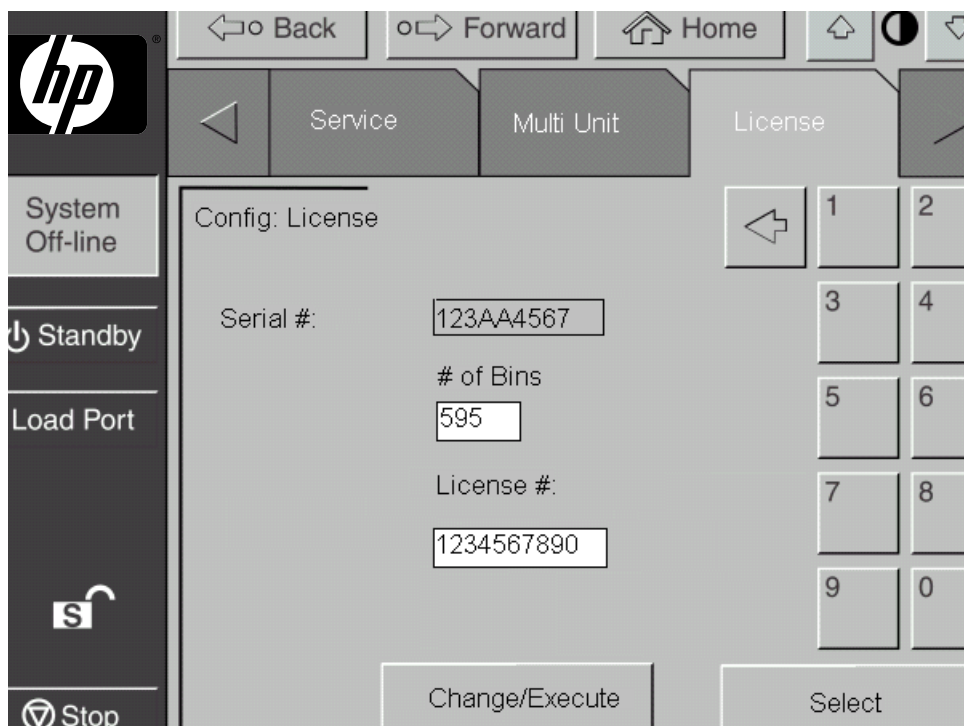 hp
®
Back
Forward
Home
Service
Multi Unit
License
System
Off-line
Standby
Load Port
S
Stop
Config: License
Serial #:
123AA4567
# of Bins
595
License #:
1234567890
1
2
3
4
5
6
7
8
9
0
Change/Execute
Select